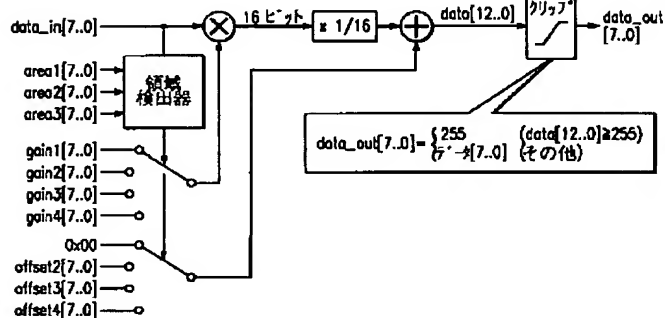 data_in[7..0]
16 ビット
x 1/16
data[12..0]
クリップ
data_out
[7..0]
area1[7..0]
area2[7..0]
area3[7..0]
領域
検出器
data_out[7..0]= {255 (data[12..0]≧255)
データ[7..0] (その他)
gain1[7..0]
gain2[7..0]
gain3[7..0]
gain4[7..0]
0x00
offset2[7..0]
offset3[7..0]
offset4[7..0]